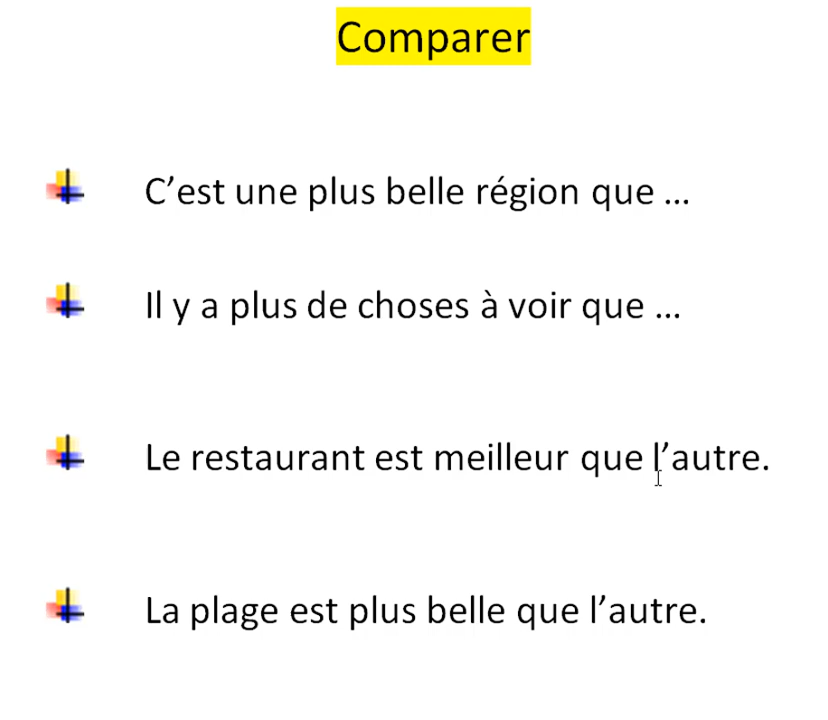 Comparer
C’est une plus belle région que ...
Il y a plus de choses à voir que ...
Le restaurant est meilleur que l’autre.
La plage est plus belle que l’autre.